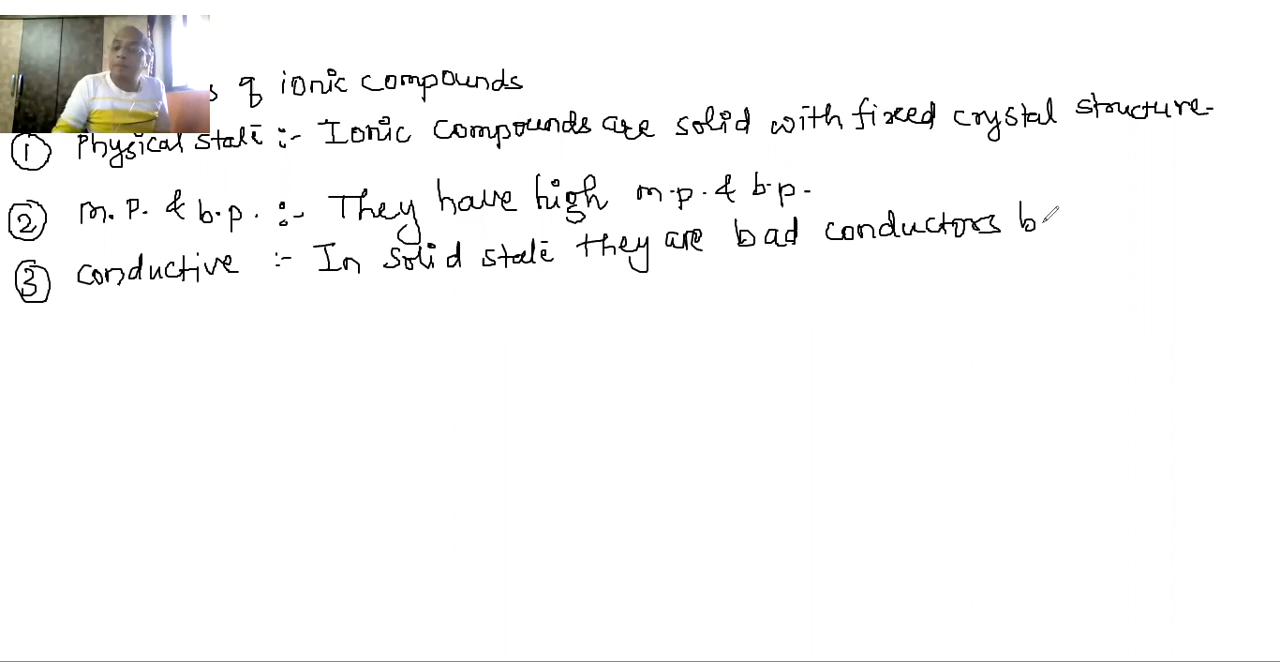 of ionic compounds
① Physical state :- Ionic compounds are solid with fixed crystal structure-
② m. p. & b. p. :- They have high m.p. & b.p.
③ conductive :- In solid state they are bad conductors b